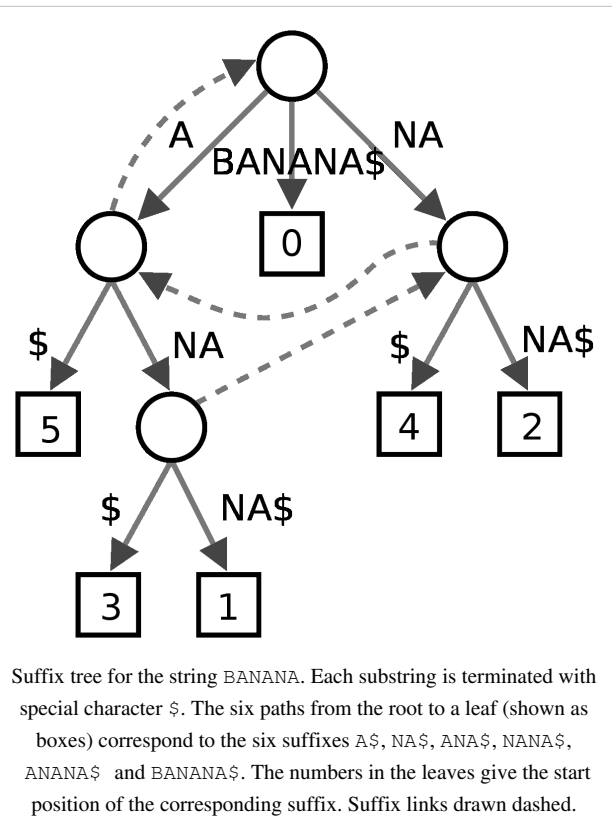 A
BANANA$
NA
0
$
NA
$
NA$
5
4
2
$
NA$
3
1
Suffix tree for the string BANANA. Each substring is terminated with
special character $. The six paths from the root to a leaf (shown as
boxes) correspond to the six suffixes A$, NA$, ANA$, NANA$,
ANANA$ and BANANA$. The numbers in the leaves give the start
position of the corresponding suffix. Suffix links drawn dashed.